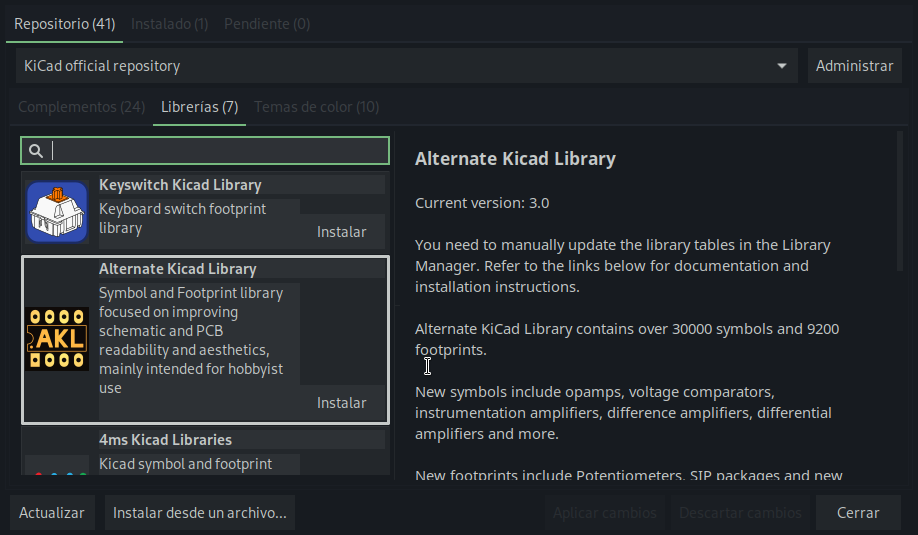 Repositorio (41) Instalado (1) Pendiente (0)
KiCad official repository Administrar
Complementos (24) Librerías (7) Temas de color (10)
Keyswitch Kicad Library
Keyboard switch footprint
library
Instalar
Alternate Kicad Library
AKL
Symbol and Footprint library
focused on improving
schematic and PCB
readability and aesthetics,
mainly intended for hobbyist
use
Instalar
4ms Kicad Libraries
Kicad symbol and footprint
Alternate Kicad Library
Current version: 3.0
You need to manually update the library tables in the Library
Manager. Refer to the links below for documentation and
installation instructions.
Alternate KiCad Library contains over 30000 symbols and 9200
footprints.
New symbols include opamps, voltage comparators,
instrumentation amplifiers, difference amplifiers, differential
amplifiers and more.
New footprints include Potentiometers, SIP packages and new
Actualizar Instalar desde un archivo... Aplicar cambios Descartar cambios Cerrar